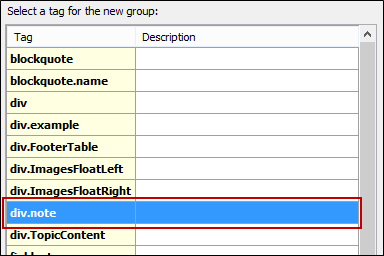 Select a tag for the new group:
Tag Description
blockquote
blockquote.name
div
div.example
div.FooterTable
div.ImagesFloatLeft
div.ImagesFloatRight
div.note
div.TopicContent